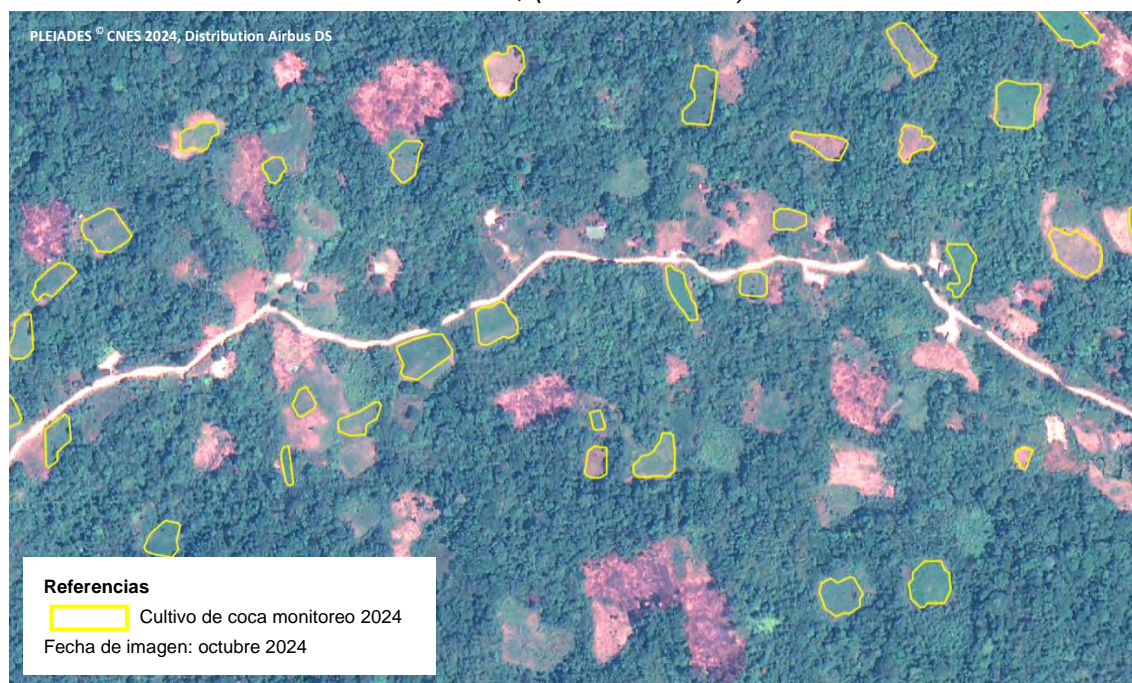 PLEIADES © CNES 2024, Distribution Airbus DS
Referencias
Cultivo de coca monitoreo 2024
Fecha de imagen: octubre 2024